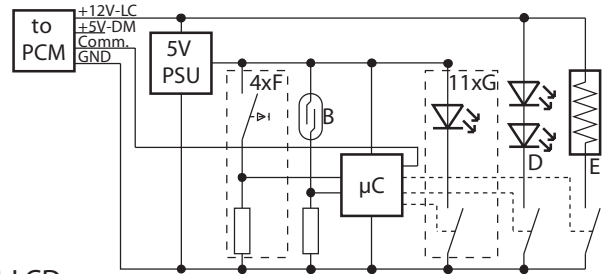 to
PCM
+12V-LC
+5V-DM
Comm.
GND
5V
PSU
4xF
B
11xG
D
E
µC